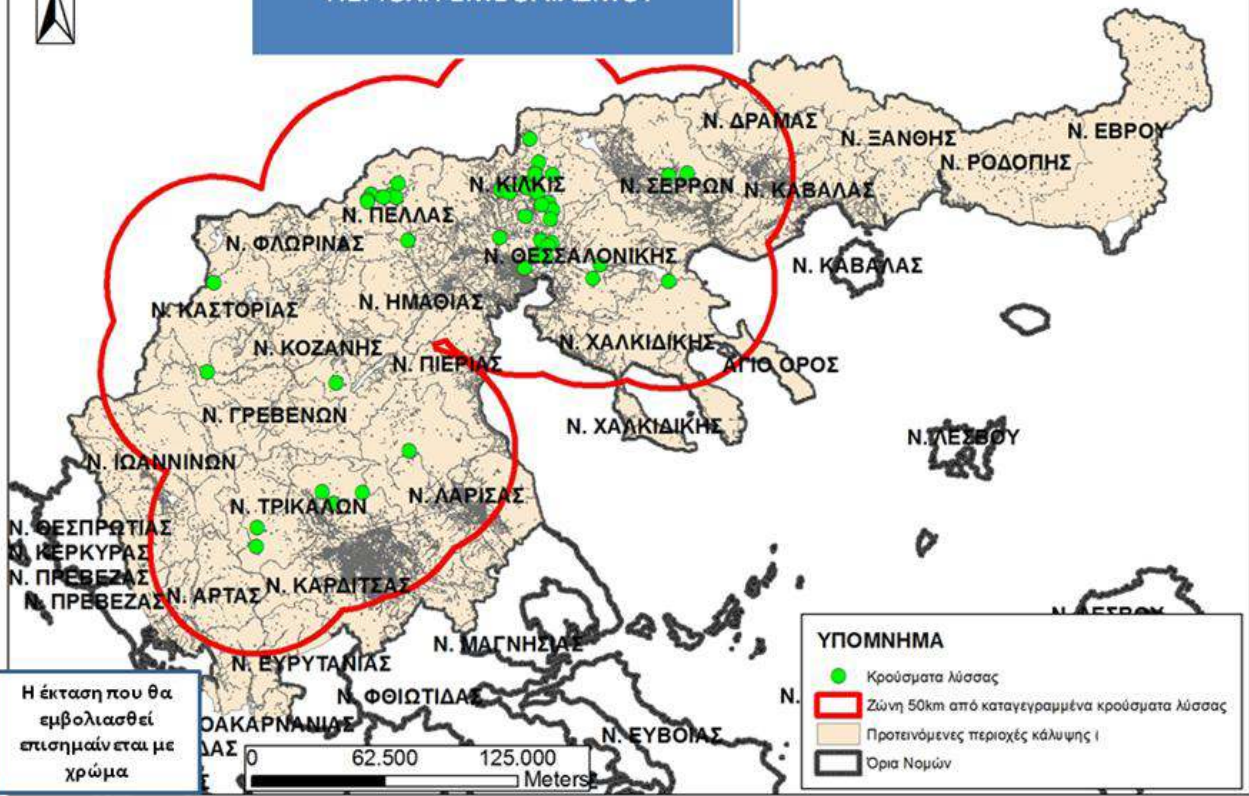 Ν. ΔΡΑΜΑΣ
Ν. ΞΑΝΘΗΣ
Ν. ΕΒΡΟΥ
Ν. ΡΟΔΟΠΗΣ
Ν. ΚΙΛΚΙΣ
Ν. ΣΕΡΡΩΝ
Ν. ΚΑΒΑΛΑΣ
Ν. ΠΕΛΛΑΣ
Ν. ΦΛΩΡΙΝΑΣ
Ν. ΘΕΣΣΑΛΟΝΙΚΗΣ
Ν. ΚΑΒΑΛΑΣ
Ν. ΚΑΣΤΟΡΙΑΣ
Ν. ΗΜΑΘΙΑΣ
Ν. ΚΟΖΑΝΗΣ
Ν. ΧΑΛΚΙΔΙΚΗΣ
Ν. ΠΙΕΡΙΑΣ
ΑΓΙΟ ΟΡΟΣ
Ν. ΓΡΕΒΕΝΩΝ
Ν. ΧΑΛΚΙΔΙΚΗΣ
Ν. ΛΕΣΒΟΥ
Ν. ΙΩΑΝΝΙΝΩΝ
Ν. ΛΑΡΙΣΑΣ
Ν. ΤΡΙΚΑΛΩΝ
Ν. ΘΕΣΠΡΩΤΙΑΣ
Ν. ΚΕΡΚΥΡΑΣ
Ν. ΠΡΕΒΕΖΑΣ
Ν. ΚΑΡΔΙΤΣΑΣ
Ν. ΠΡΕΒΕΖΑΣ
Ν. ΑΡΤΑΣ
Ν. ΜΑΓΝΗΣΙΑΣ
Ν. ΕΥΡΥΤΑΝΙΑΣ
Ν. ΦΘΙΩΤΙΔΑΣ
Ν.
ΟΑΚΑΡΝΑΝΙΑΣ
ΔΑΣ
Ν. ΕΥΒΟΙΑΣ
Η έκταση που θα
εμβολιασθεί
επισημαίνεται με
χρώμα
0 62.500 125.000
Meters
ΥΠΟΜΝΗΜΑ
Κρούσματα λύσσας
Ζώνη 50km από καταγεγραμμένα κρούσματα λύσσας
Προτεινόμενες περιοχές κάλυψης (
Όρια Νομών